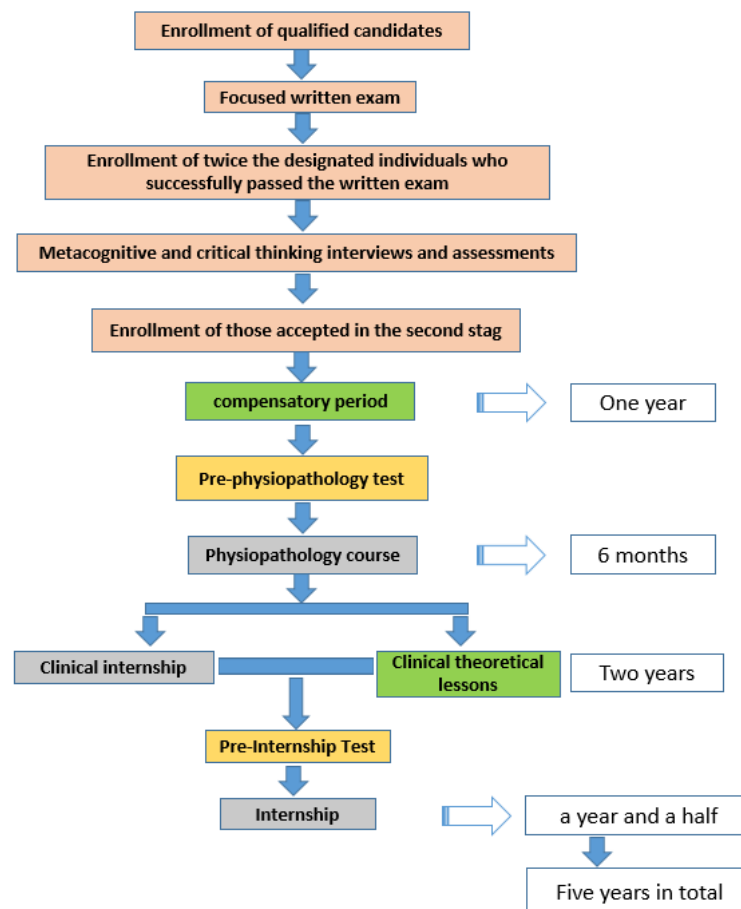 Enrollment of qualified candidates
Focused written exam
Enrollment of twice the designated individuals who
successfully passed the written exam
Metacognitive and critical thinking interviews and assessments
Enrollment of those accepted in the second stag
compensatory period
One year
Pre-physiopathology test
Physiopathology course
6 months
Clinical internship
Clinical theoretical
lessons
Two years
Pre-Internship Test
Internship
a year and a half
Five years in total